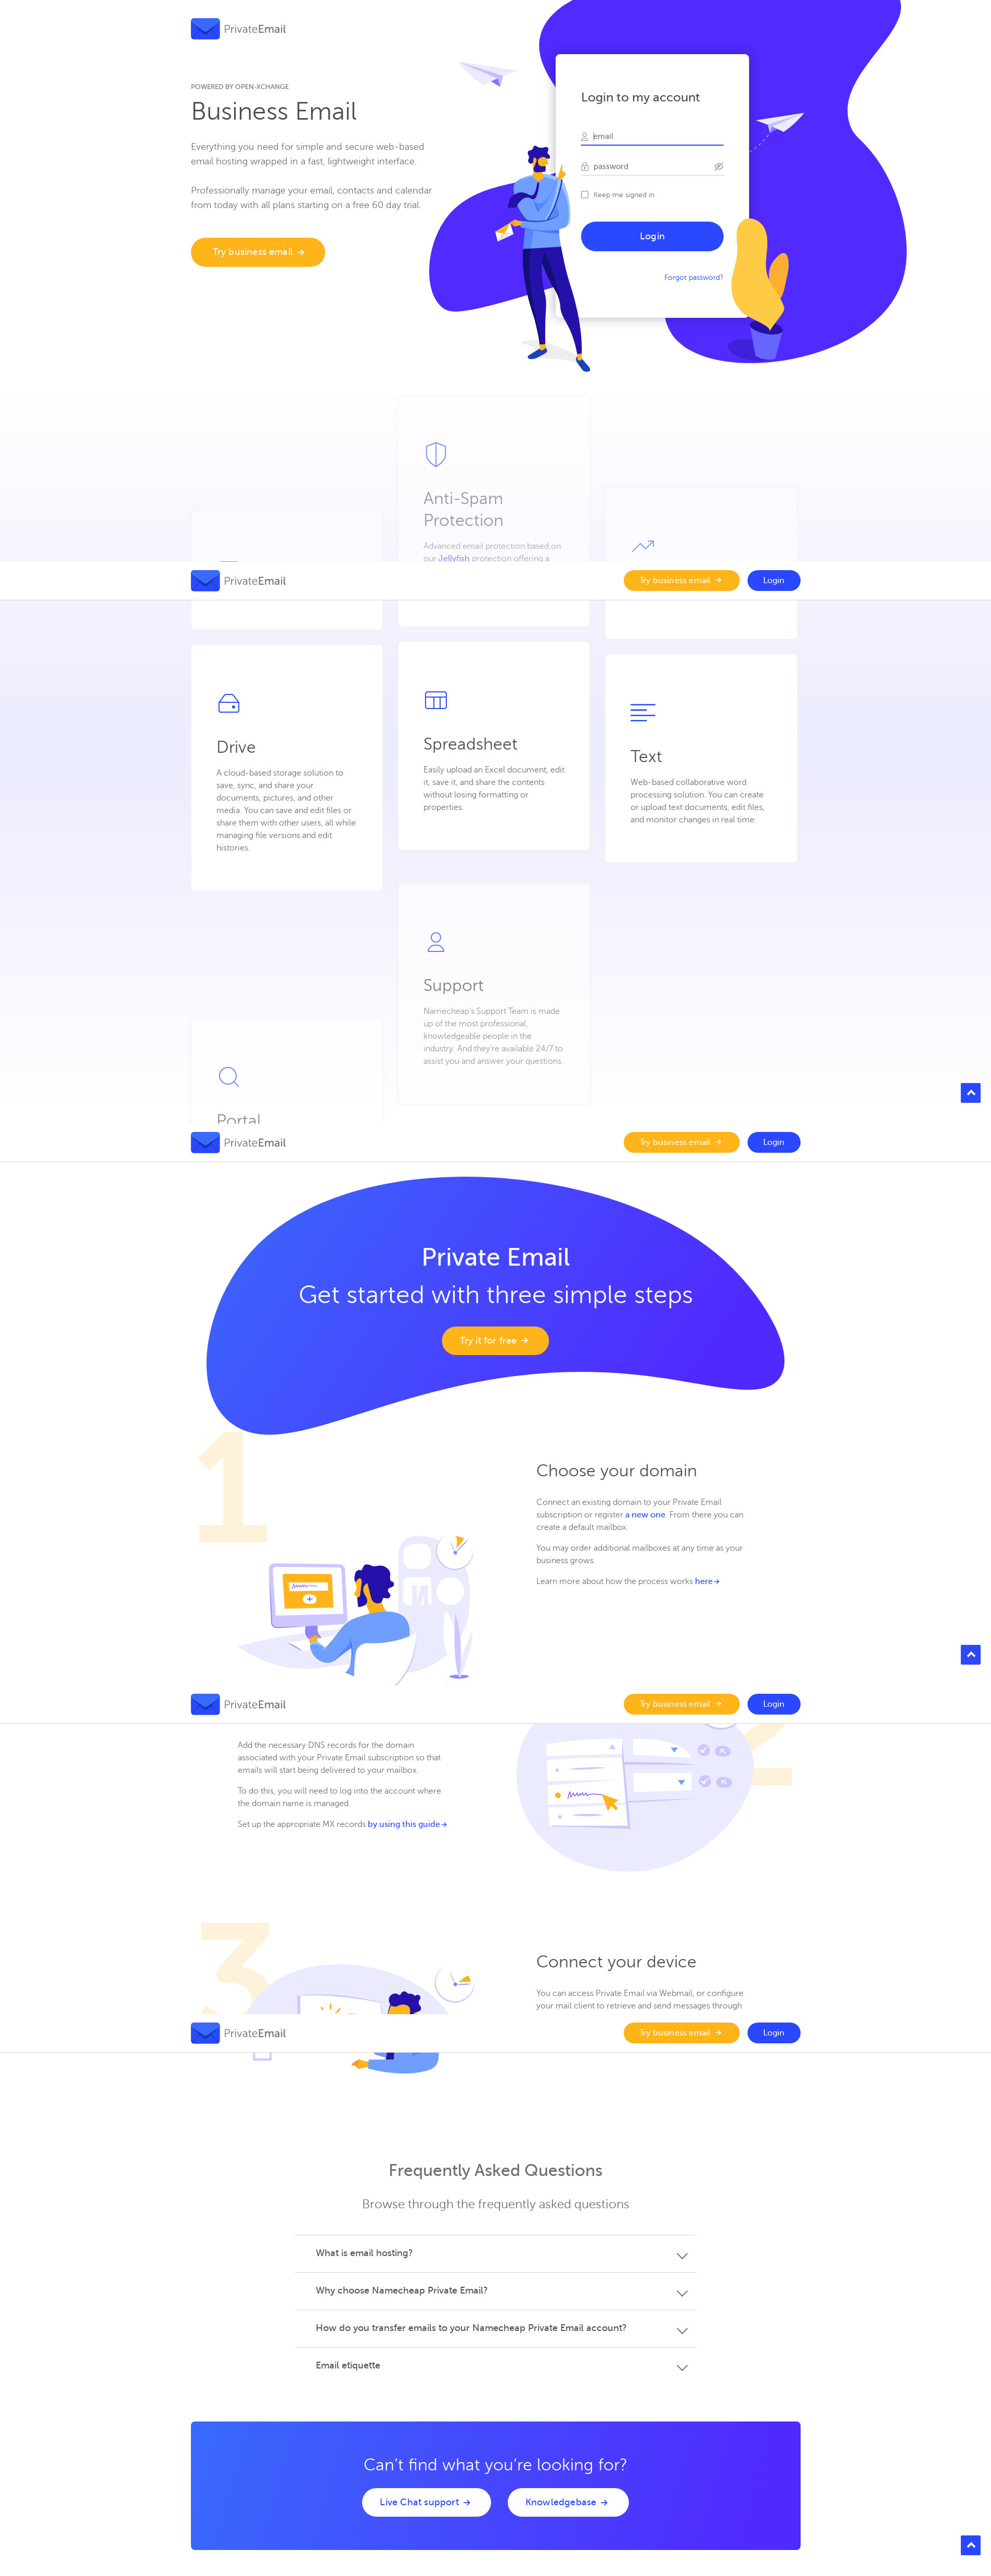 PrivateEmail
POWERED BY OPEN-XCHANGE
Business Email
Everything you need for simple and secure web-based
email hosting wrapped in a fast, lightweight interface.
Professionally manage your email, contacts and calendar
from today with all plans starting on a free 60 day trial.
Try business email
Login to my account
email
password
Keep me signed in
Login
Forgot password?
Anti-Spam
Protection
Advanced email protection based on
our Jellyfish protection offering a
PrivateEmail
Try business email
Login
Drive
A cloud-based storage solution to
save, sync, and share your
documents, pictures, and other
media. You can save and edit files or
share them with other users, all while
managing file versions and edit
histories.
Spreadsheet
Easily upload an Excel document, edit
it, save it, and share the contents
without losing formatting or
properties.
Text
Web-based collaborative word
processing solution. You can create
or upload text documents, edit files,
and monitor changes in real time.
Support
Namecheap's Support Team is made
up of the most professional,
knowledgeable people in the
industry. And they're available 24/7 to
assist you and answer your questions.
Portal
PrivateEmail
Try business email
Login
Private Email
Get started with three simple steps
Try it for free
1
Choose your domain
Connect an existing domain to your Private Email
subscription or register a new one. From there you can
create a default mailbox.
You may order additional mailboxes at any time as your
business grows.
Learn more about how the process works here
PrivateEmail
Try business email
Login
Add the necessary DNS records for the domain
associated with your Private Email subscription so that
emails will start being delivered to your mailbox.
To do this, you will need to log into the account where
the domain name is managed.
Set up the appropriate MX records by using this guide
3
Connect your device
You can access Private Email via Webmail, or configure
your mail client to retrieve and send messages through
PrivateEmail
Try business email
Login
Frequently Asked Questions
Browse through the frequently asked questions
What is email hosting?
Why choose Namecheap Private Email?
How do you transfer emails to your Namecheap Private Email account?
Email etiquette
Can't find what you're looking for?
Live Chat support
Knowledgebase